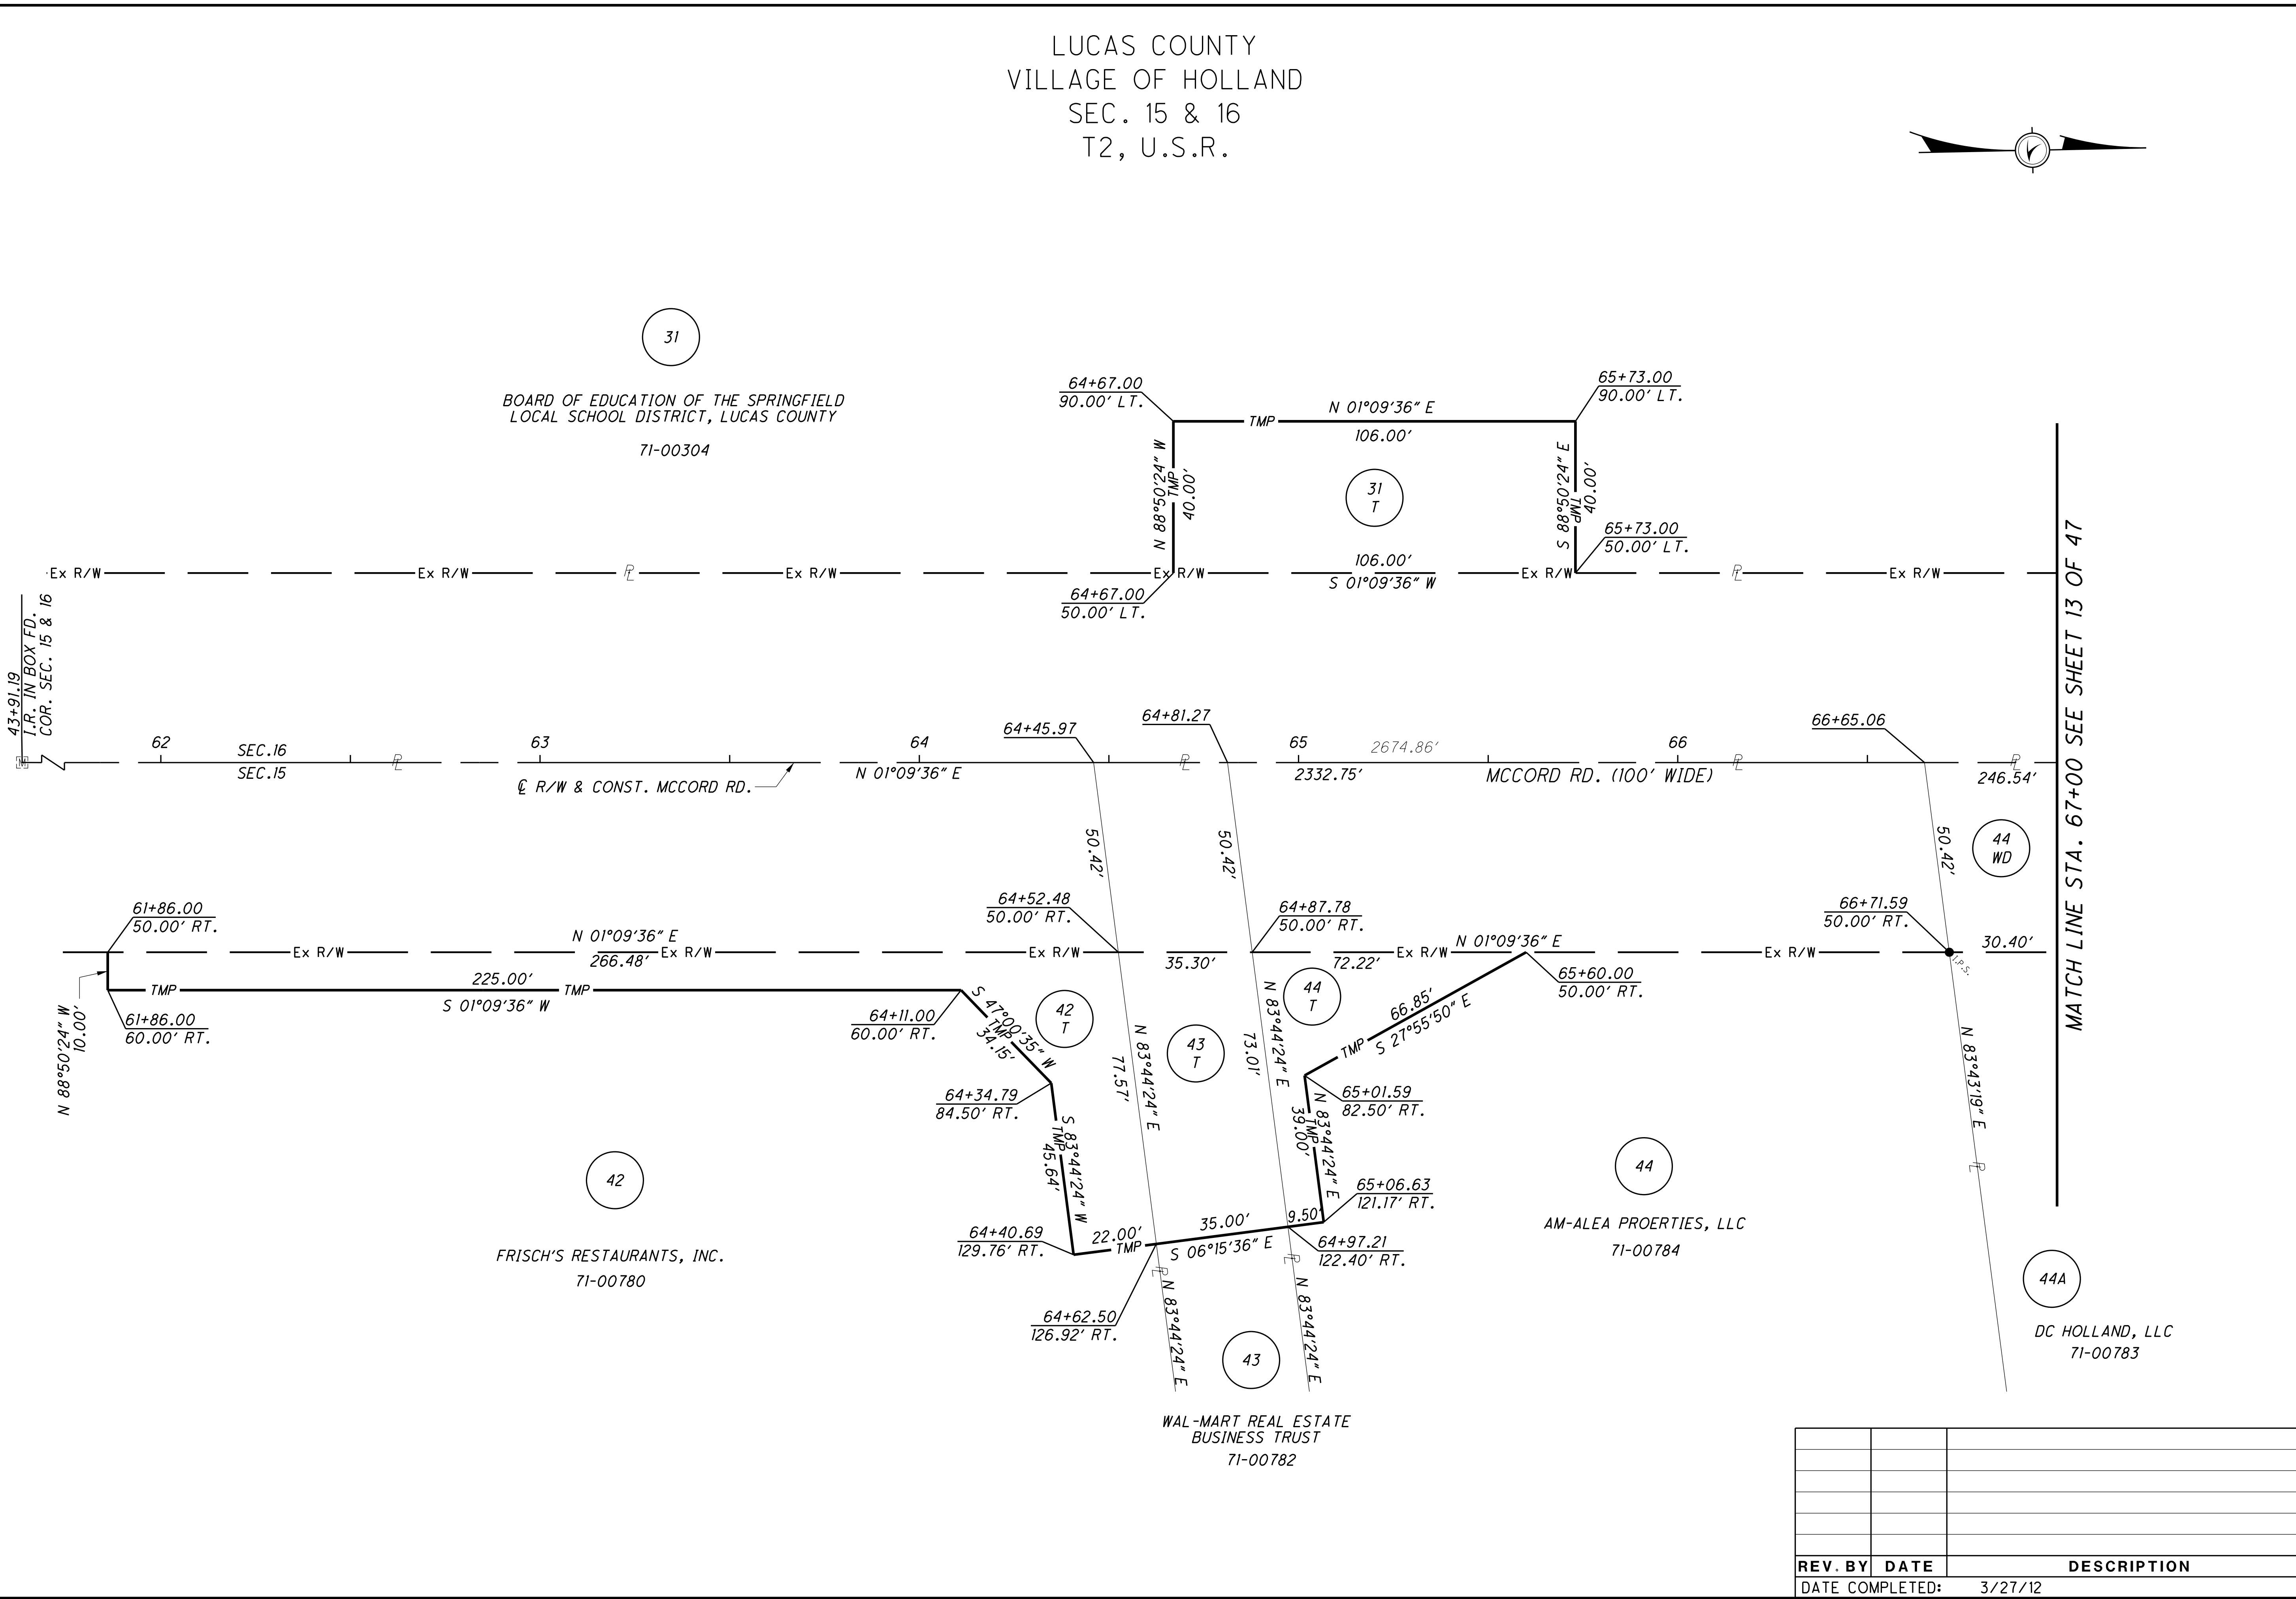 LUCAS COUNTY
VILLAGE OF HOLLAND
SEC. 15 & 16
T2, U.S.R.
31
BOARD OF EDUCATION OF THE SPRINGFIELD
LOCAL SCHOOL DISTRICT, LUCAS COUNTY
71-00304
64+67.00
90.00' LT.
N 01°09'36" E
TMP
106.00'
65+73.00
90.00' LT.
N 88°50'24" W
TMP
40.00'
31
T
S 88°50'24" E
TMP
40.00'
65+73.00
50.00' LT.
Ex R/W
Ex R/W
PL
Ex R/W
Ex R/W
106.00'
S 01°09'36" W
Ex R/W
PL
Ex R/W
64+67.00
50.00' LT.
43+91.19
I.R. IN BOX FD.
COR. SEC. 15 & 16
62
SEC.16
SEC.15
PL
63
℄ R/W & CONST. MCCORD RD.
64
N 01°09'36" E
64+45.97
PL
64+81.27
65
2674.86'
2332.75'
MCCORD RD. (100' WIDE)
66
PL
66+65.06
PL
246.54'
MATCH LINE STA. 67+00 SEE SHEET 13 OF 47
50.42'
50.42'
50.42'
44
WD
61+86.00
50.00' RT.
64+52.48
50.00' RT.
64+87.78
50.00' RT.
66+71.59
50.00' RT.
Ex R/W
N 01°09'36" E
266.48'
Ex R/W
Ex R/W
35.30'
72.22'
Ex R/W
N 01°09'36" E
Ex R/W
30.40'
I.P.S.
N 88°50'24" W
10.00'
TMP
225.00'
S 01°09'36" W
TMP
61+86.00
60.00' RT.
64+11.00
60.00' RT.
S 47°00'35" W
TMP
34.15'
42
T
43
T
44
T
66.85'
TMP
S 27°55'50" E
65+60.00
50.00' RT.
N 83°44'24" E
77.57'
N 83°44'24" E
73.01'
N 83°43'19" E
PL
64+34.79
84.50' RT.
65+01.59
82.50' RT.
S 83°44'24" W
TMP
45.64'
N 83°44'24" E
TMP
39.00'
42
FRISCH'S RESTAURANTS, INC.
71-00780
44
AM-ALEA PROERTIES, LLC
71-00784
65+06.63
121.17' RT.
64+40.69
129.76' RT.
22.00'
TMP
35.00'
S 06°15'36" E
9.50'
64+97.21
122.40' RT.
PL
PL
N 83°44'24" E
N 83°44'24" E
64+62.50
126.92' RT.
43
WAL-MART REAL ESTATE
BUSINESS TRUST
71-00782
44A
DC HOLLAND, LLC
71-00783
REV. BY DATE DESCRIPTION
DATE COMPLETED: 3/27/12